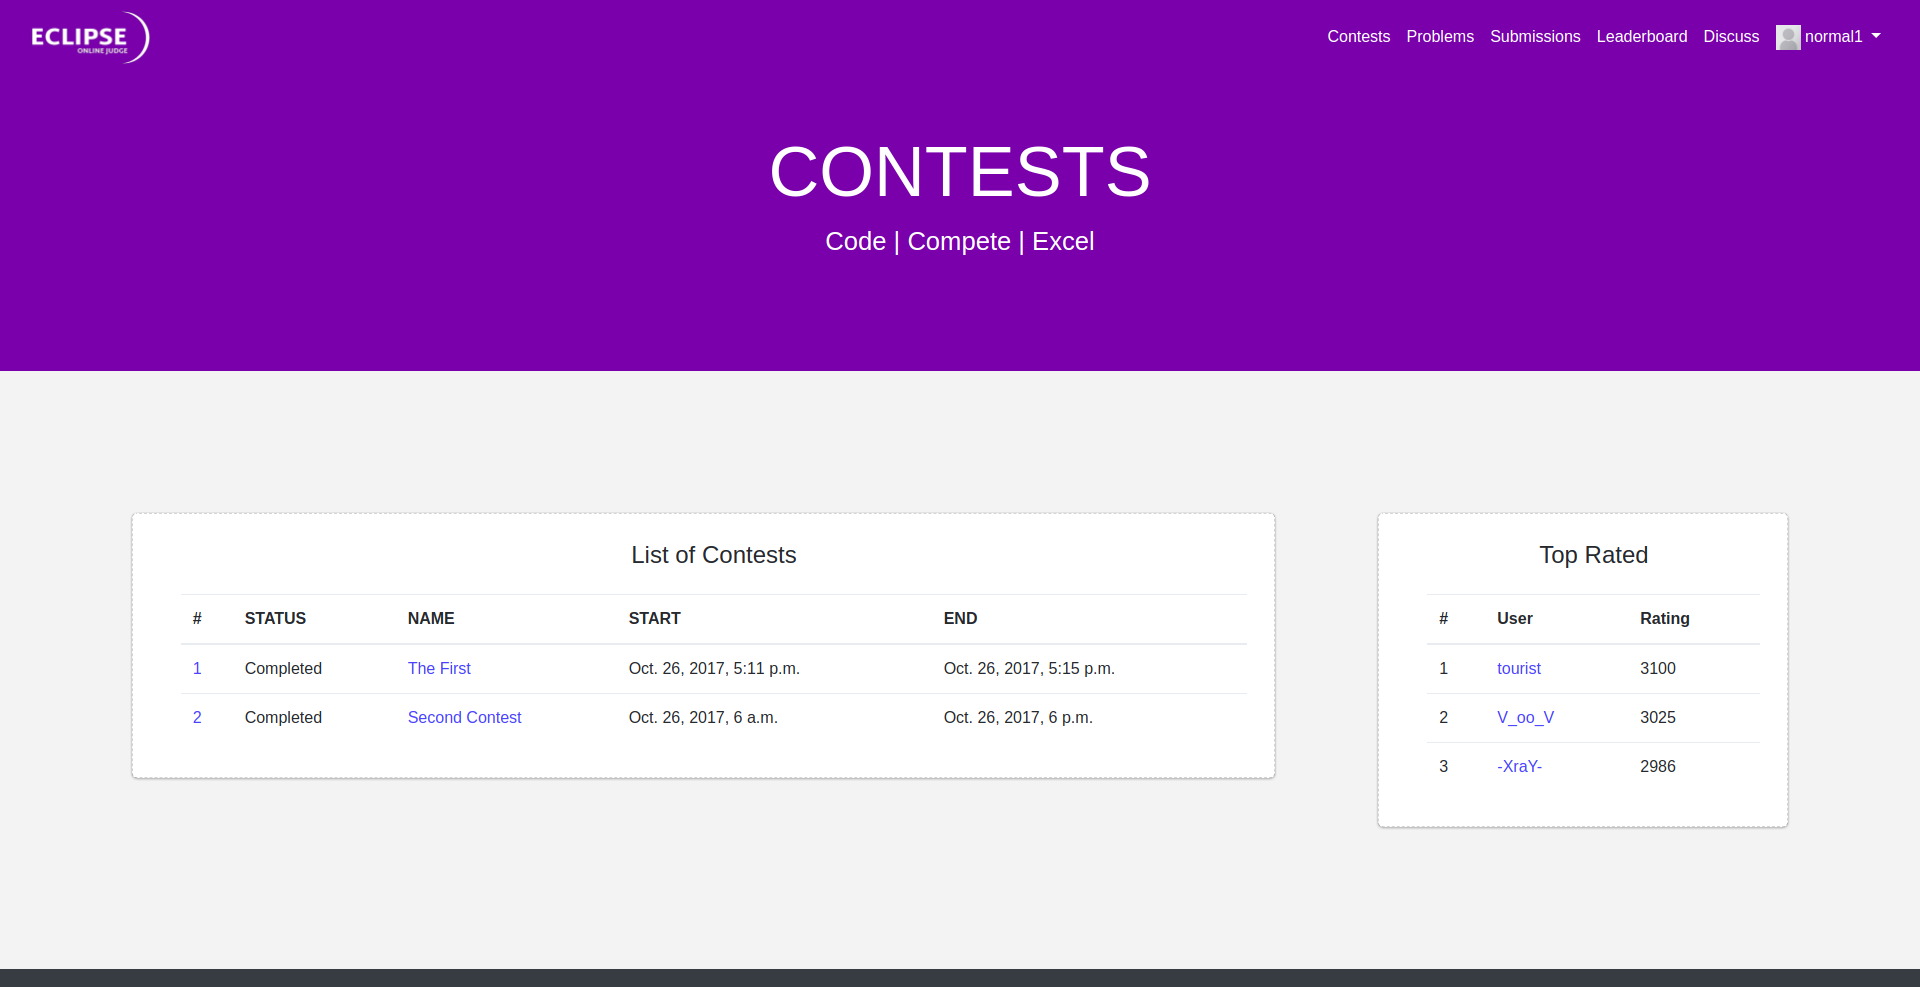 ECLIPSE
ONLINE JUDGE
Contests Problems Submissions Leaderboard Discuss normal1
CONTESTS
Code | Compete | Excel
List of Contests
# STATUS NAME START END
1 Completed The First Oct. 26, 2017, 5:11 p.m. Oct. 26, 2017, 5:15 p.m.
2 Completed Second Contest Oct. 26, 2017, 6 a.m. Oct. 26, 2017, 6 p.m.
Top Rated
# User Rating
1 tourist 3100
2 V_oo_V 3025
3 -XraY- 2986